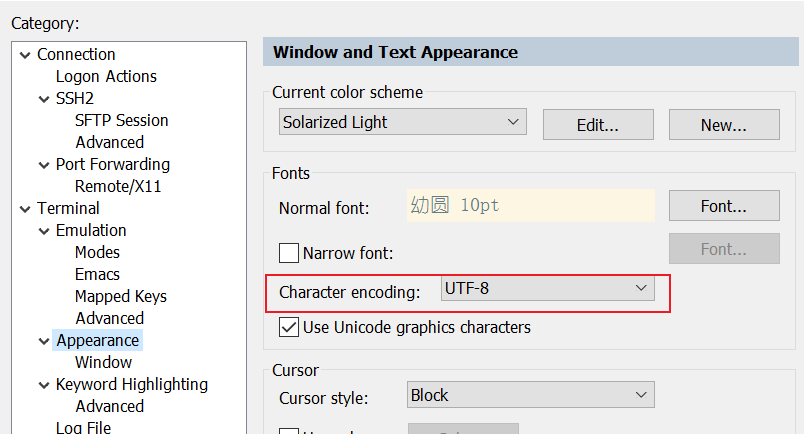 Category:
Connection
Logon Actions
SSH2
SFTP Session
Advanced
Port Forwarding
Remote/X11
Terminal
Emulation
Modes
Emacs
Mapped Keys
Advanced
Appearance
Window
Keyword Highlighting
Advanced
Log File
Window and Text Appearance
Current color scheme
Solarized Light
Edit...
New...
Fonts
Normal font:
幼圆 10pt
Font...
Narrow font:
Font...
Character encoding:
UTF-8
Use Unicode graphics characters
Cursor
Cursor style:
Block